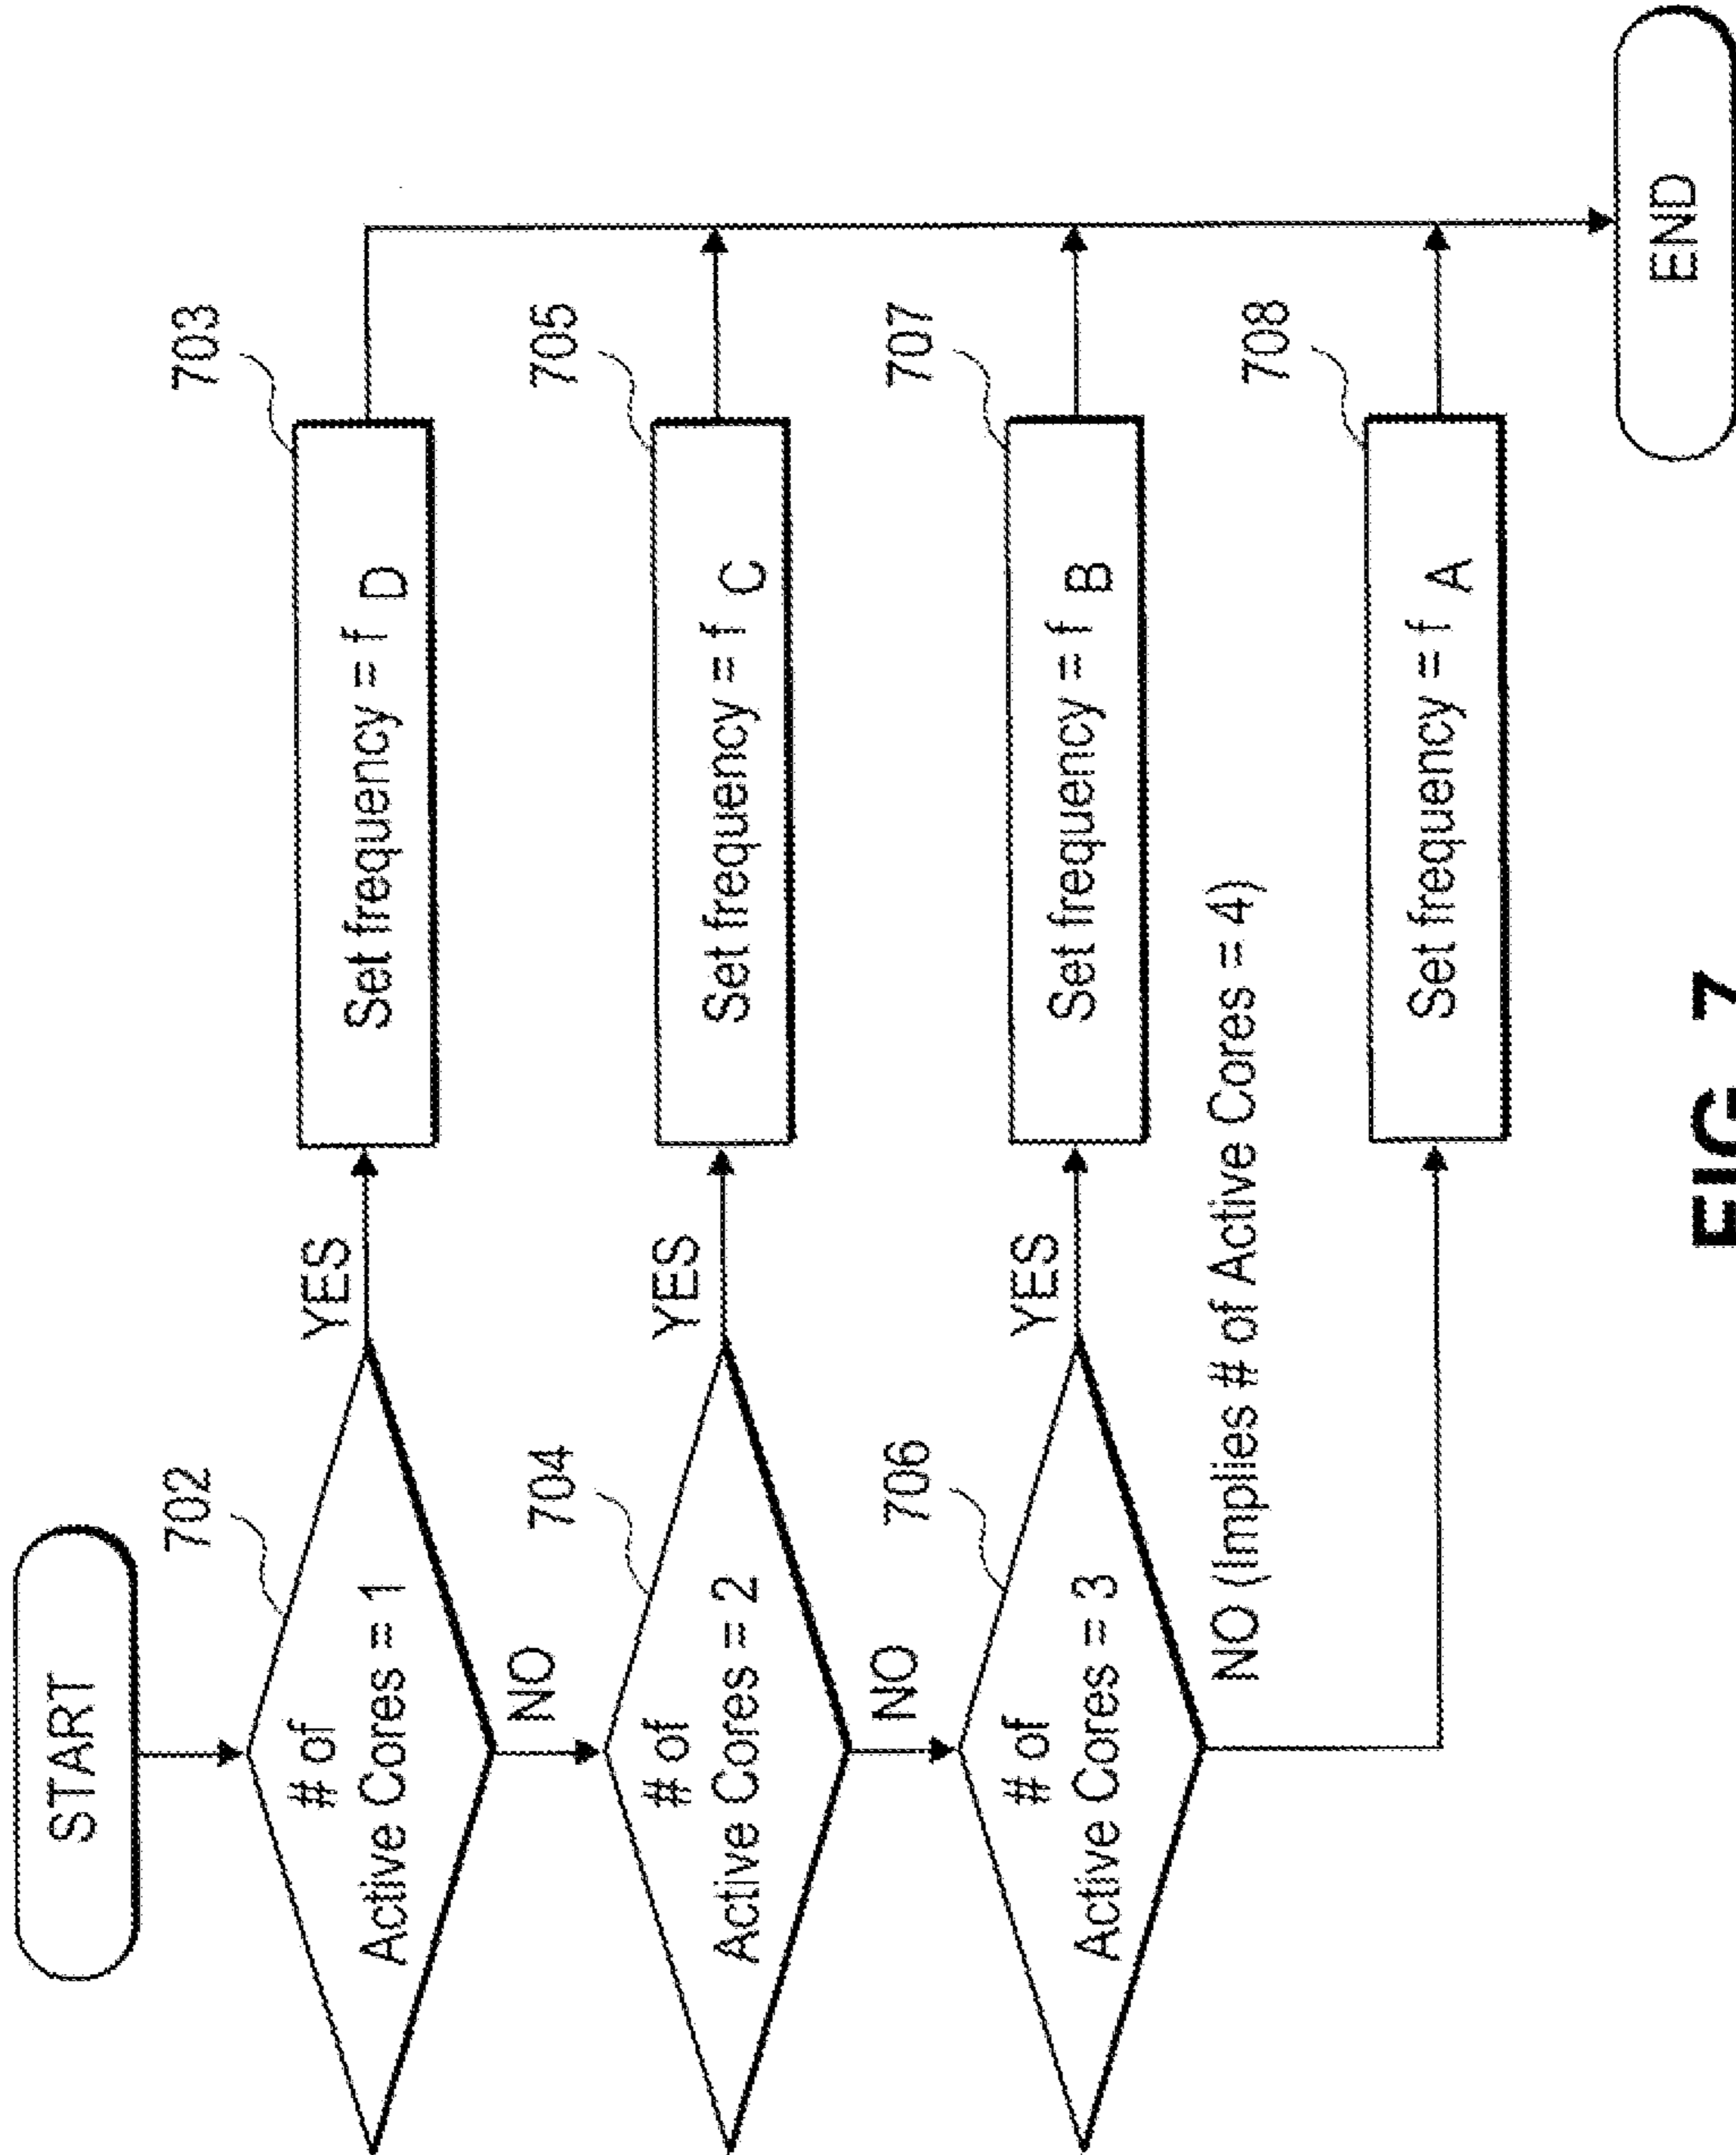 START
702
# of
Active Cores = 1
YES
703
Set frequency = f D
NO
704
# of
Active Cores = 2
YES
705
Set frequency = f C
NO
706
# of
Active Cores = 3
YES
707
Set frequency = f B
NO (Implies # of Active Cores = 4)
708
Set frequency = f A
END
FIG. 7